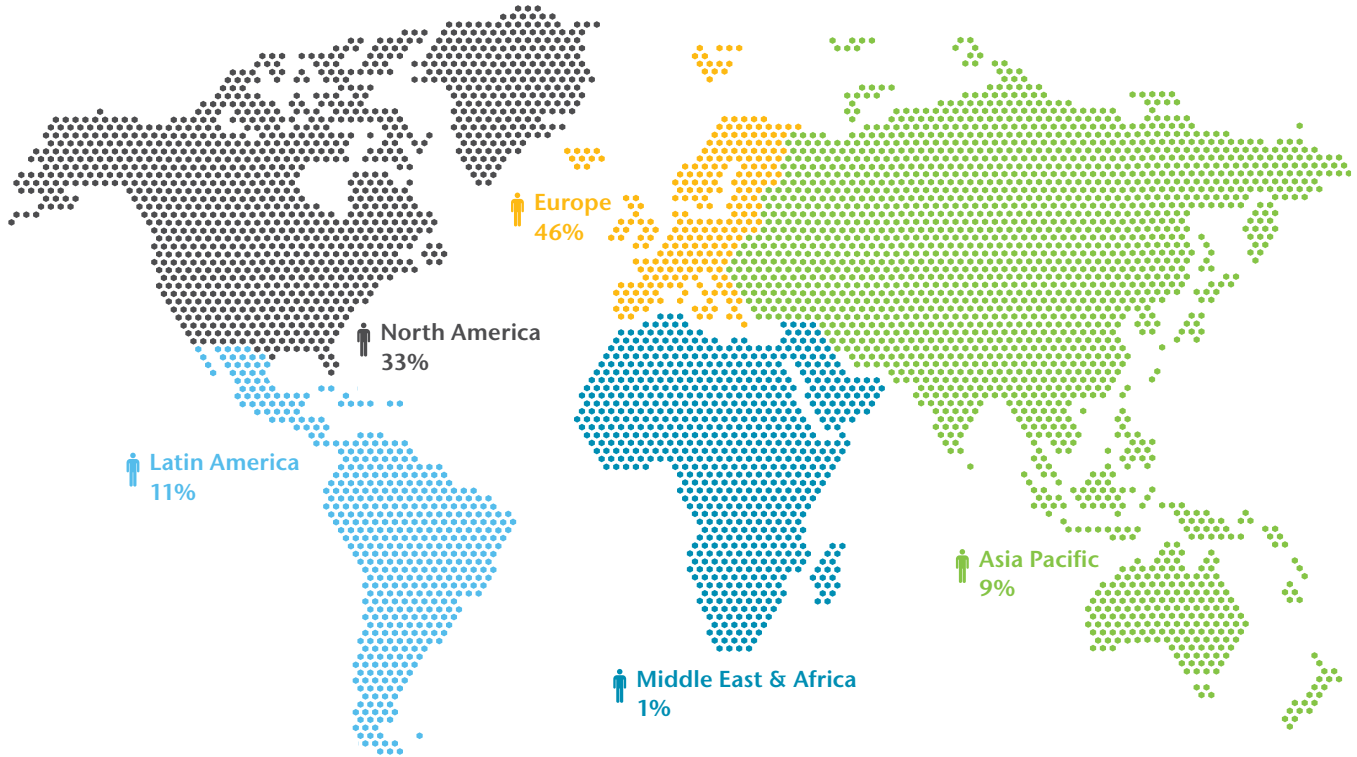 Europe
46%
North America
33%
Latin America
11%
Asia Pacific
9%
Middle East & Africa
1%